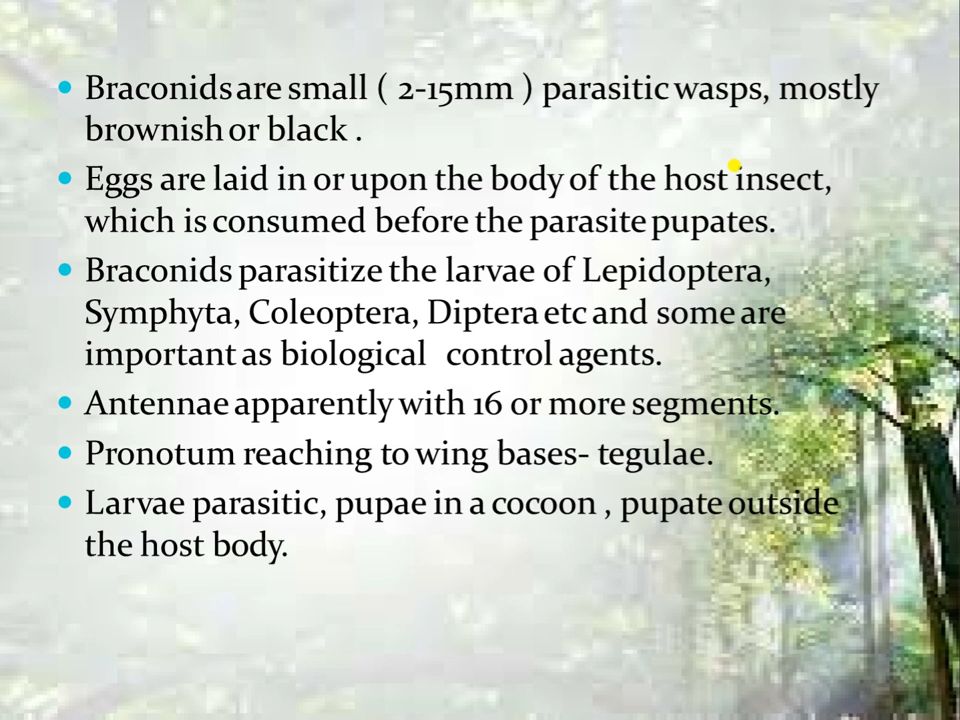 • Braconids are small ( 2-15mm ) parasitic wasps, mostly
brownish or black .
• Eggs are laid in or upon the body of the host insect,
which is consumed before the parasite pupates.
• Braconids parasitize the larvae of Lepidoptera,
Symphyta, Coleoptera, Diptera etc and some are
important as biological control agents.
• Antennae apparently with 16 or more segments.
• Pronotum reaching to wing bases- tegulae.
• Larvae parasitic, pupae in a cocoon , pupate outside
the host body.